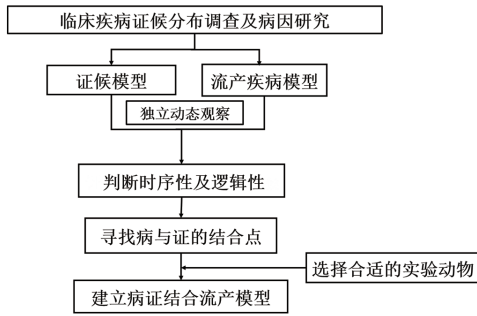 临床疾病证候分布调查及病因研究
证候模型
流产疾病模型
独立动态观察
判断时序性及逻辑性
寻找病与证的结合点
选择合适的实验动物
建立病证结合流产模型